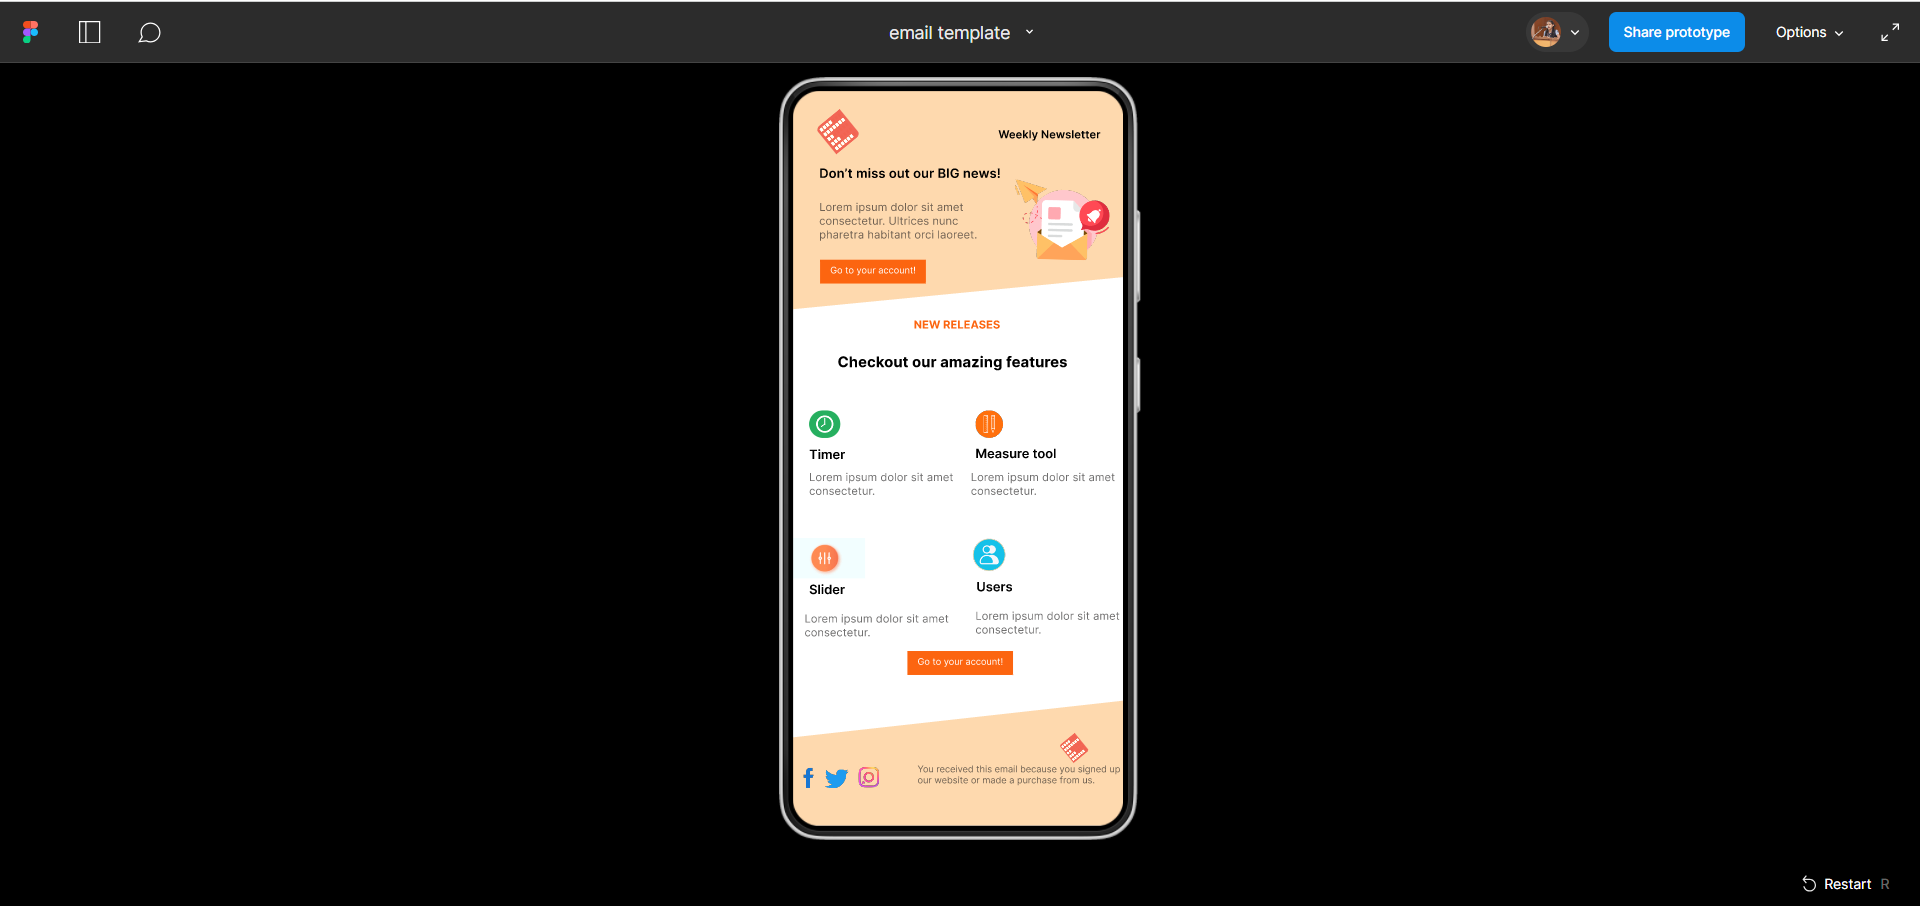 email template
Share prototype
Options
Weekly Newsletter
Don’t miss out our BIG news!
Lorem ipsum dolor sit amet
consectetur. Ultrices nunc
pharetra habitant orci laoreet.
Go to your account!
NEW RELEASES
Checkout our amazing features
Timer
Lorem ipsum dolor sit amet
consectetur.
Measure tool
Lorem ipsum dolor sit amet
consectetur.
Slider
Lorem ipsum dolor sit amet
consectetur.
Users
Lorem ipsum dolor sit amet
consectetur.
Go to your account!
You received this email because you signed up
our website or made a purchase from us.
Restart R